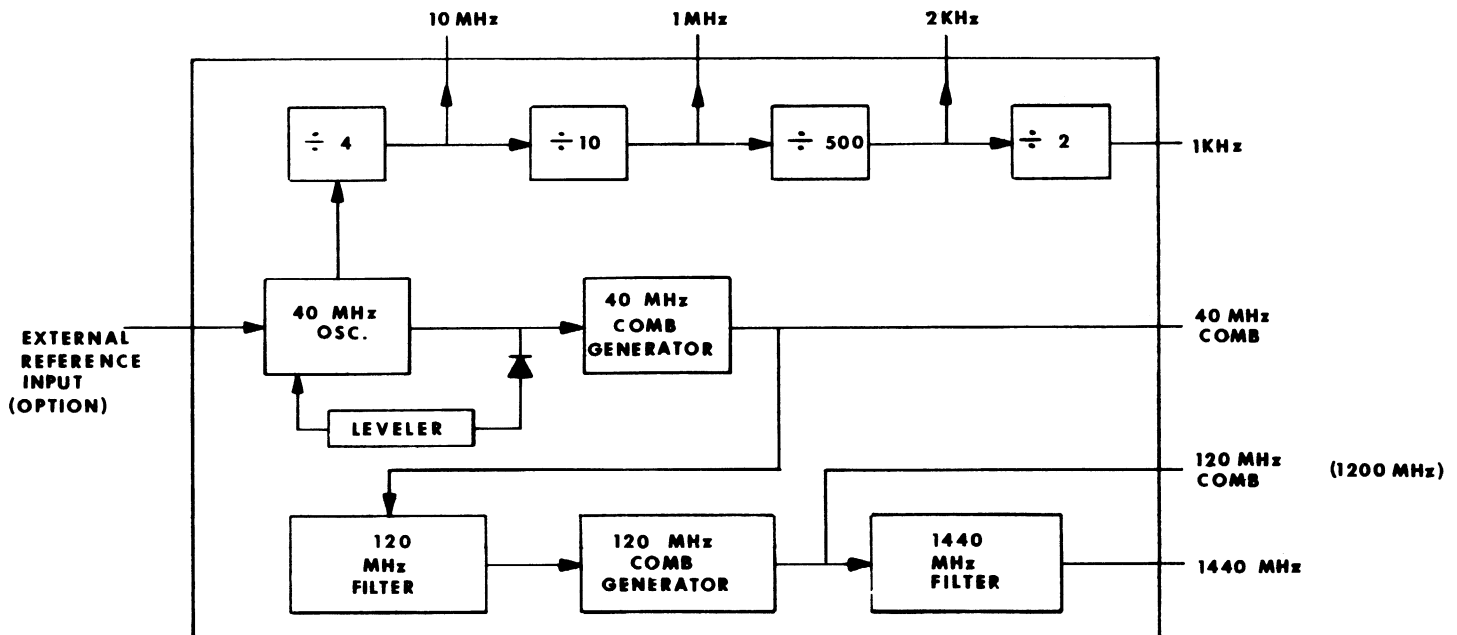 10 MHz
1 MHz
2KHz
÷ 4
÷ 10
÷ 500
÷ 2
1KHz
40 MHz
OSC.
40 MHz
COMB
GENERATOR
40 MHz
COMB
EXTERNAL
REFERENCE
INPUT
(OPTION)
LEVELER
120 MHz
COMB
(1200 MHz)
120
MHz
FILTER
120 MHz
COMB
GENERATOR
1440
MHz
FILTER
1440 MHz